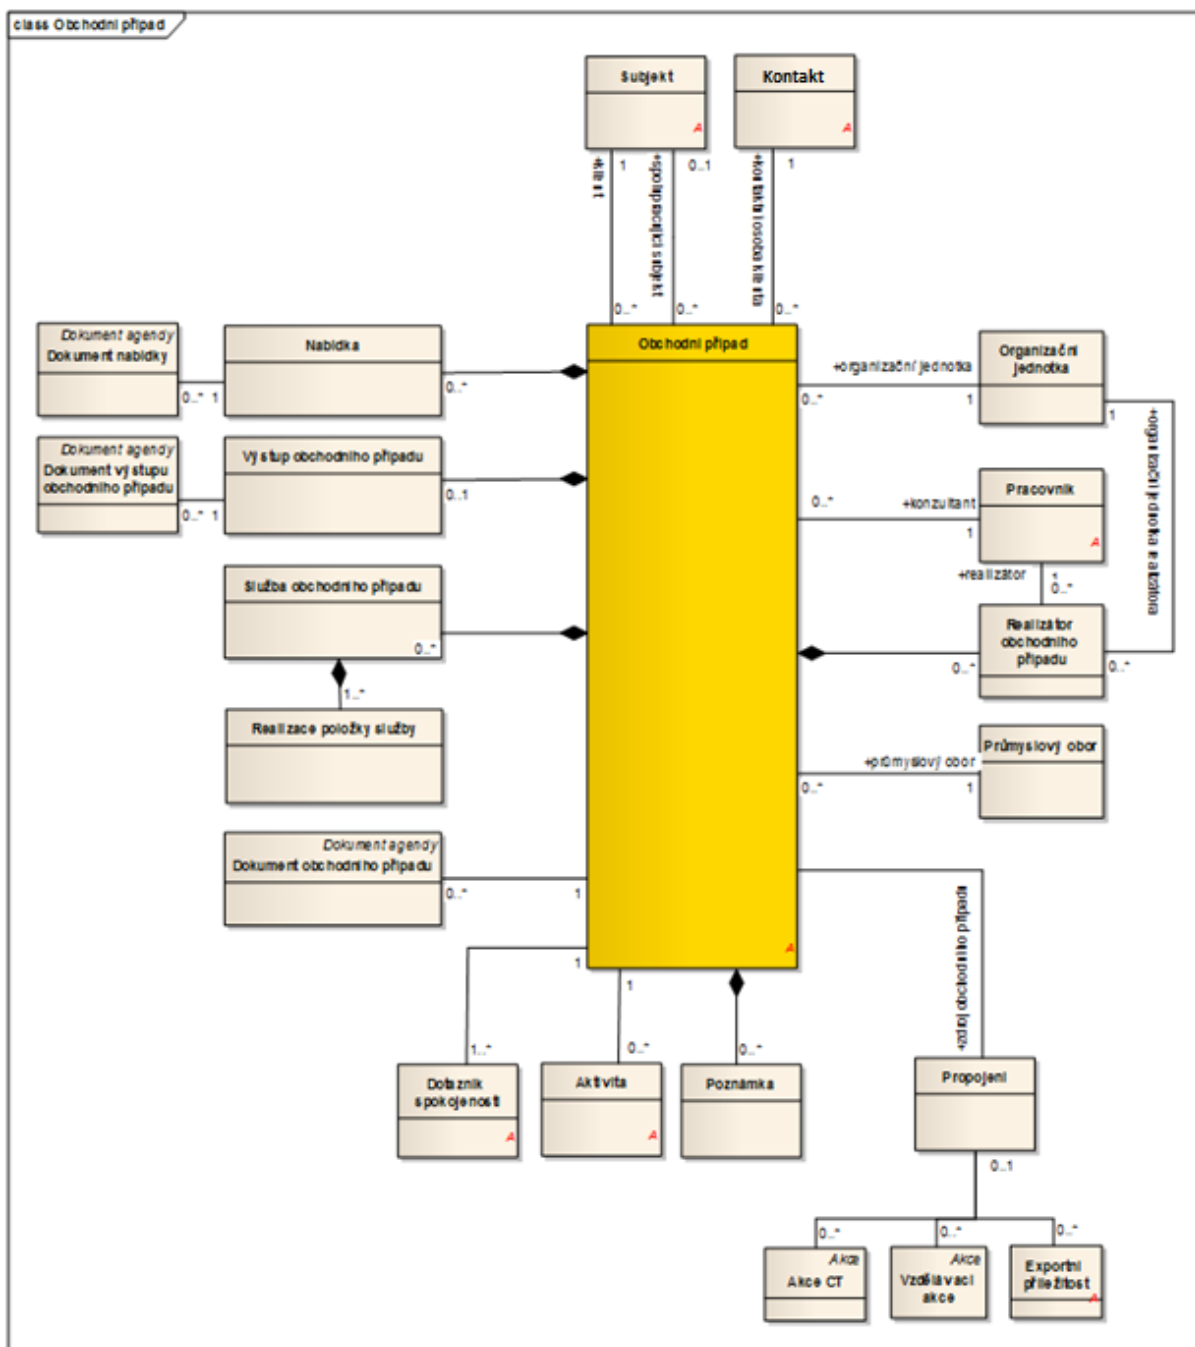 class Obchodní případ
Subjekt
A
Kontakt
A
+klient
1
+spolupracující subjekt
0..1
+kontaktní osoba klienta
1
0..*
0..*
0..*
Obchodní případ
A
Dokument agendy
Dokument nabídky
0..*
1
Nabídka
0..*
Dokument agendy
Dokument výstupu
obchodního případu
0..*
1
Výstup obchodního případu
0..1
Služba obchodního případu
0..*
1..*
Realizace položky služby
Dokument agendy
Dokument obchodního případu
0..*
1
+organizační jednotka
0..*
1
Organizační
jednotka
1
+organizační jednotka realizátora
0..*
+konzultant
1
Pracovník
A
+realizátor
1
0..*
Realizátor
obchodního
případu
0..*
0..*
+průmyslový obor
0..*
1
Průmyslový obor
1
1..*
Dotazník
spokojenosti
A
1
0..*
Aktivita
A
0..*
Poznámka
+zdroj obchodního případu
Propojení
0..1
0..*
0..*
0..*
Akce
Akce CT
Akce
Vzdělávací
akce
Exportní
příležitost
A